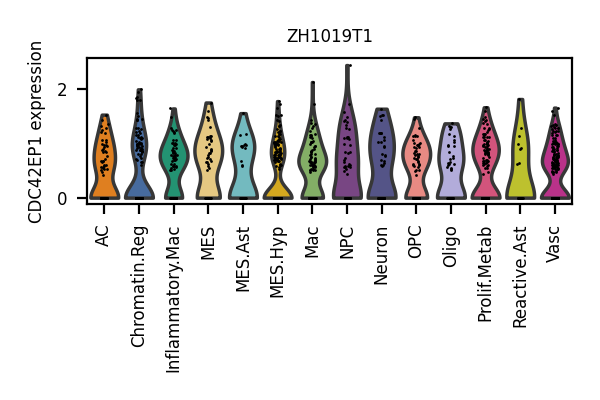 ZH1019T1
CDC42EP1 expression
2
0
AC
Chromatin.Reg
Inflammatory.Mac
MES
MES.Ast
MES.Hyp
Mac
NPC
Neuron
OPC
Oligo
Prolif.Metab
Reactive.Ast
Vasc